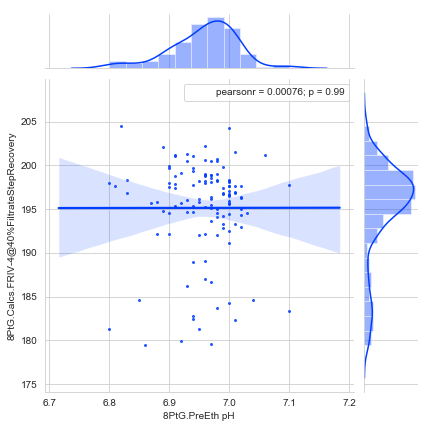 pearsonr = 0.00076; p = 0.99
8PtG.Calcs.FRIV-4@40%FiltrateStepRecovery
205
200
195
190
185
180
175
6.7 6.8 6.9 7.0 7.1 7.2
8PtG.PreEth pH